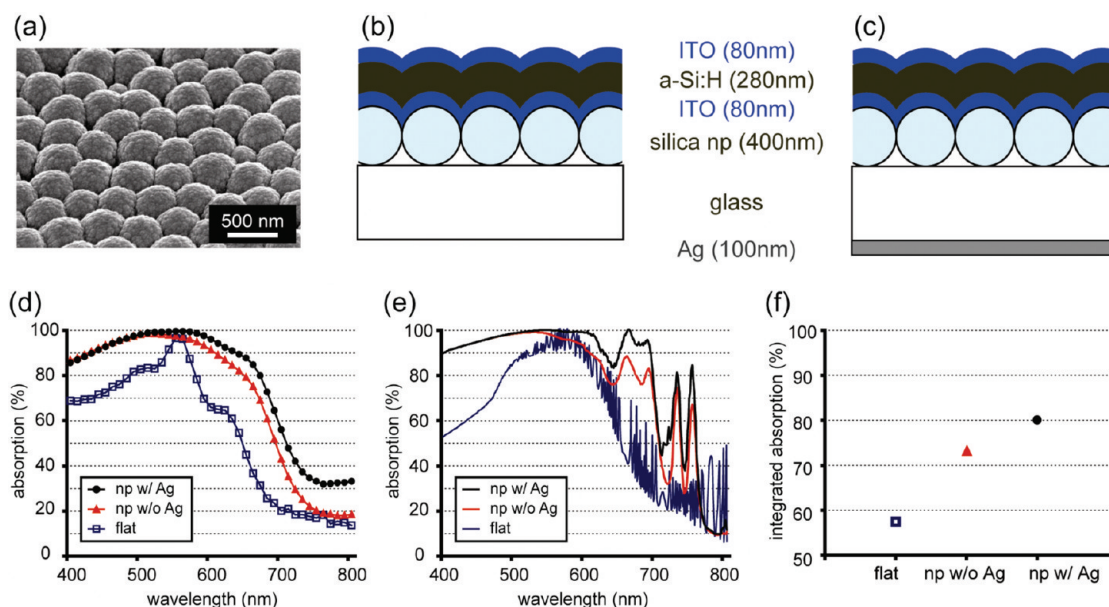 (a)
500 nm
(b)
ITO (80nm)
a-Si:H (280nm)
ITO (80nm)
silica np (400nm)
glass
Ag (100nm)
(c)
(d)
absorption (%)
100
80
60
40
20
0
400 500 600 700 800
wavelength (nm)
np w/ Ag
np w/o Ag
flat
(e)
absorption (%)
100
80
60
40
20
0
400 500 600 700 800
wavelength (nm)
np w/ Ag
np w/o Ag
flat
(f)
integrated absorption (%)
100
90
80
70
60
50
flat np w/o Ag np w/ Ag